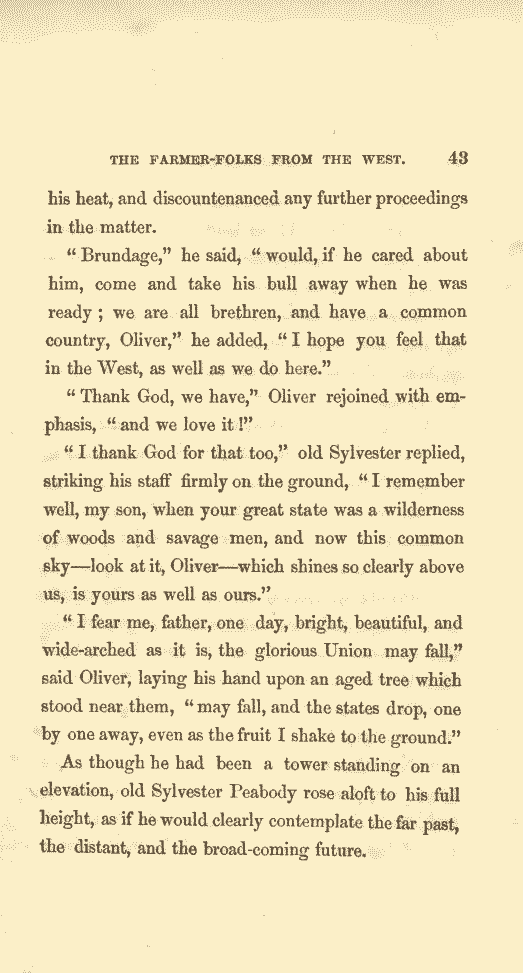 THE FARMER-FOLKS FROM THE WEST. 43
his heat, and discountenanced any further proceedings
in the matter.
“ Brundage,” he said, “ would, if he cared about
him, come and take his bull away when he was
ready ; we are all brethren, and have a common
country, Oliver,” he added, “ I hope you feel that
in the West, as well as we do here.”
“ Thank God, we have,” Oliver rejoined with em-
phasis, “ and we love it !”
“ I thank God for that too,” old Sylvester replied,
striking his staff firmly on the ground, “ I remember
well, my son, when your great state was a wilderness
of woods and savage men, and now this common
sky—look at it, Oliver—which shines so clearly above
us, is yours as well as ours.”
“ I fear me, father, one day, bright, beautiful, and
wide-arched as it is, the glorious Union may fall,”
said Oliver, laying his hand upon an aged tree which
stood near them, “ may fall, and the states drop, one
by one away, even as the fruit I shake to the ground.”
As though he had been a tower standing on an
elevation, old Sylvester Peabody rose aloft to his full
height, as if he would clearly contemplate the far past,
the distant, and the broad-coming future.